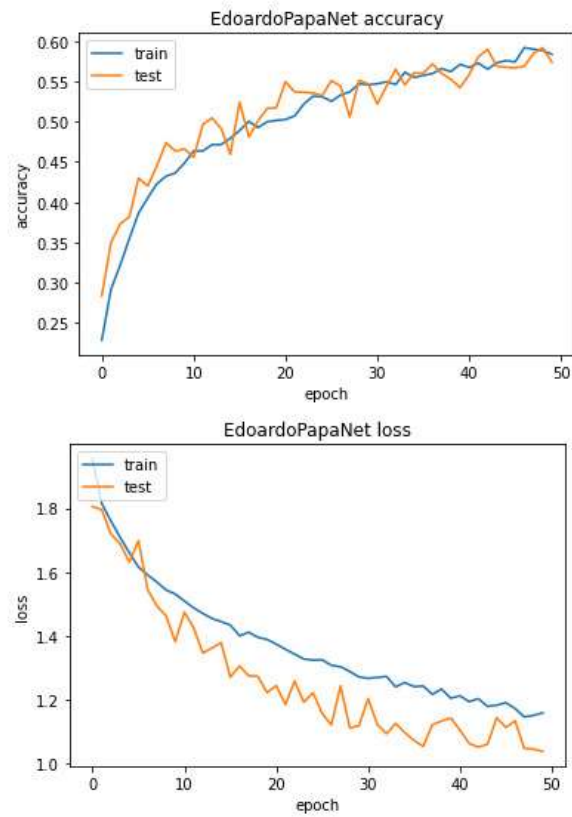 EdoardoPapaNet accuracy
0.60
train
test
0.55
0.50
0.45
accuracy
0.40
0.35
0.30
0.25
0 10 20 30 40 50
epoch
EdoardoPapaNet loss
train
test
1.8
1.6
loss
1.4
1.2
1.0
0 10 20 30 40 50
epoch